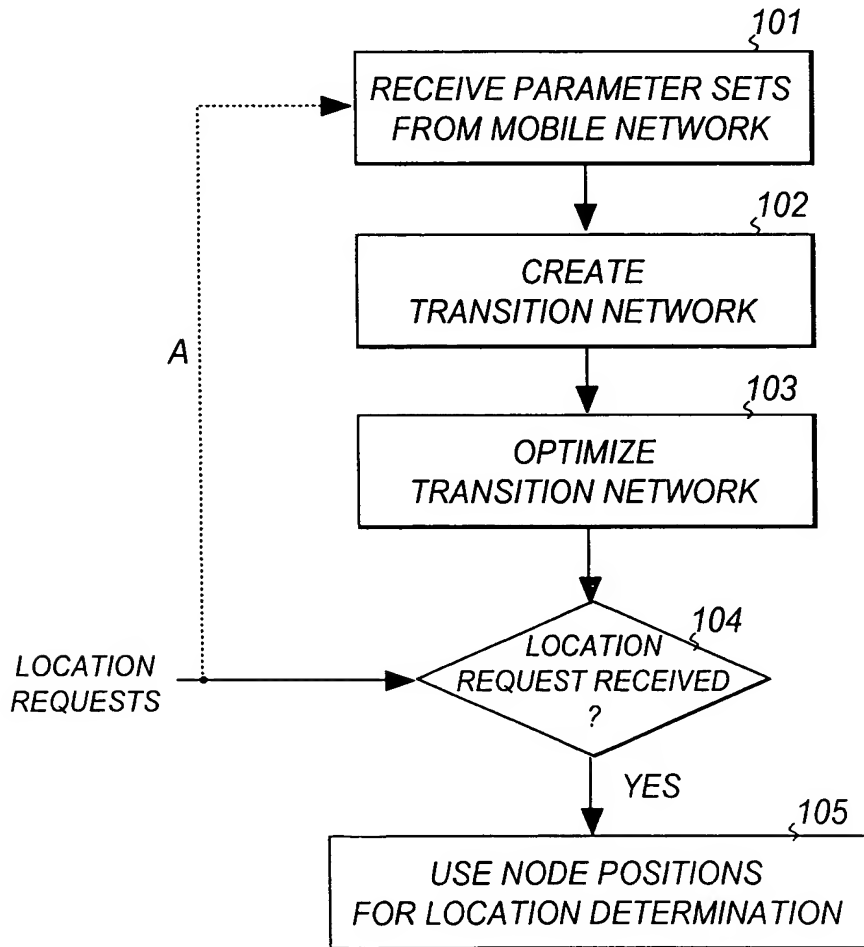 101
RECEIVE PARAMETER SETS
FROM MOBILE NETWORK
102
CREATE
TRANSITION NETWORK
A
103
OPTIMIZE
TRANSITION NETWORK
104
LOCATION
REQUEST RECEIVED
?
LOCATION
REQUESTS
YES
105
USE NODE POSITIONS
FOR LOCATION DETERMINATION